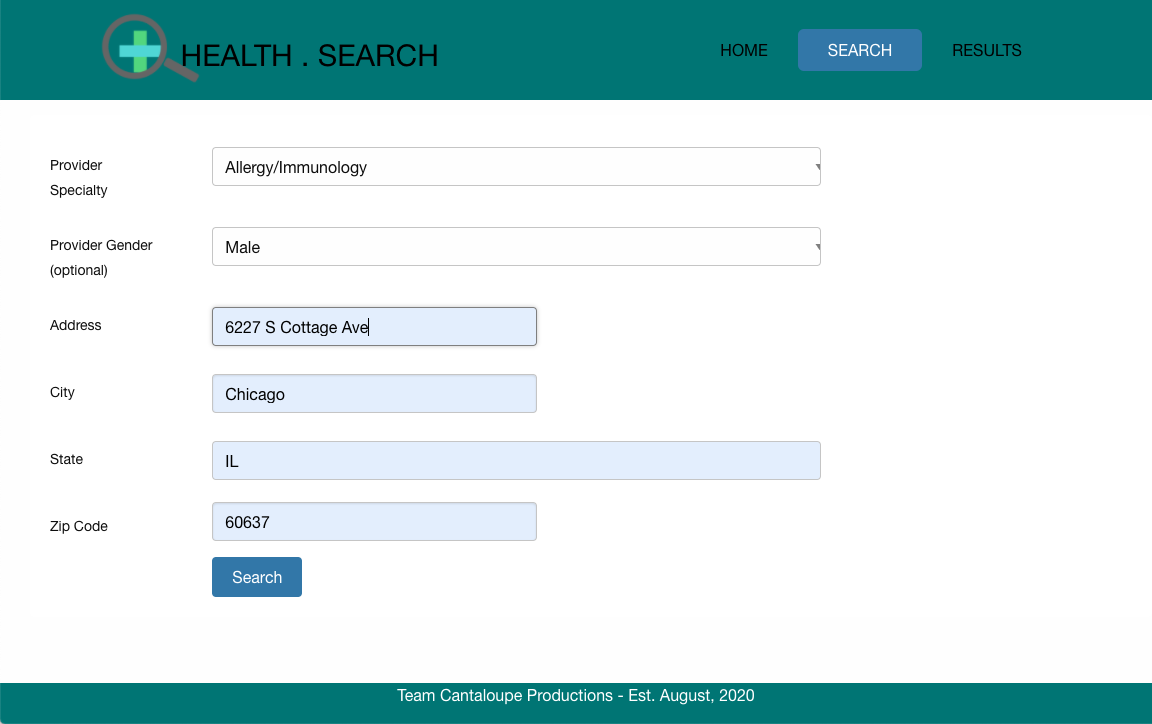 HEALTH . SEARCH
HOME
SEARCH
RESULTS
Provider
Specialty
Allergy/Immunology
Provider Gender
(optional)
Male
Address
6227 S Cottage Ave
City
Chicago
State
IL
Zip Code
60637
Search
Team Cantaloupe Productions - Est. August, 2020